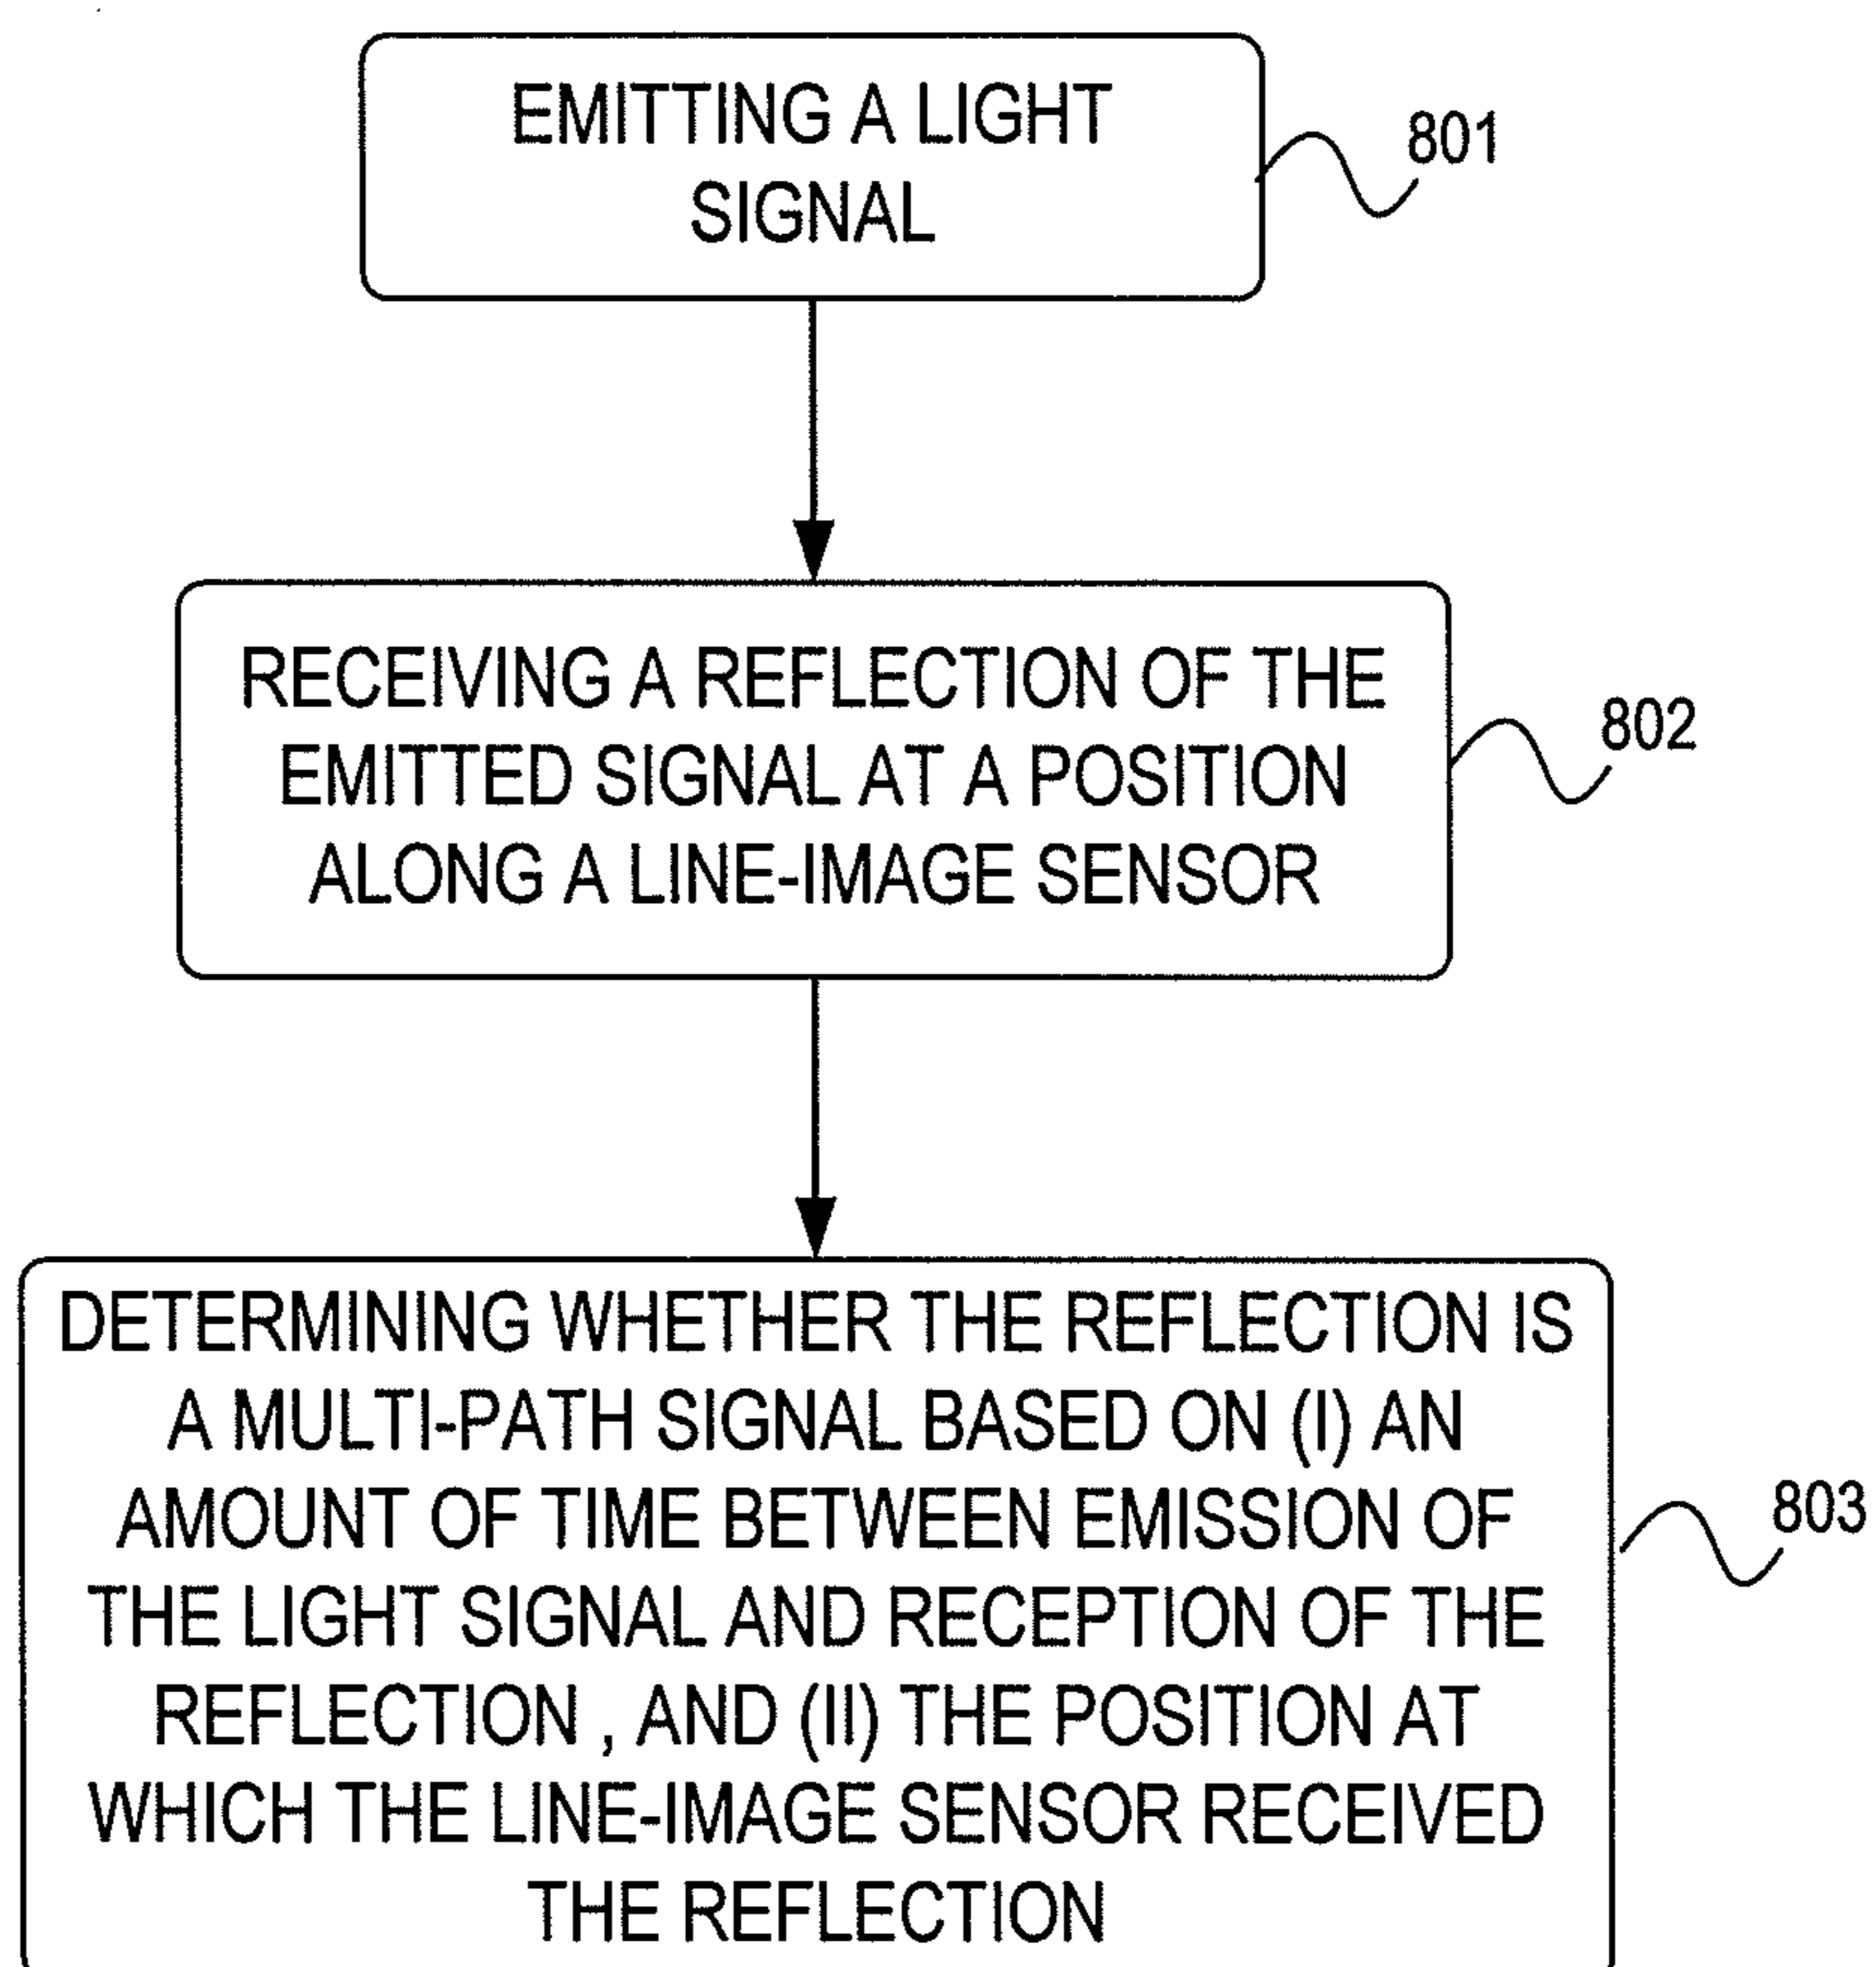 EMITTING A LIGHT
SIGNAL
801
RECEIVING A REFLECTION OF THE
EMITTED SIGNAL AT A POSITION
ALONG A LINE-IMAGE SENSOR
802
DETERMINING WHETHER THE REFLECTION IS
A MULTI-PATH SIGNAL BASED ON (I) AN
AMOUNT OF TIME BETWEEN EMISSION OF
THE LIGHT SIGNAL AND RECEPTION OF THE
REFLECTION , AND (II) THE POSITION AT
WHICH THE LINE-IMAGE SENSOR RECEIVED
THE REFLECTION
803